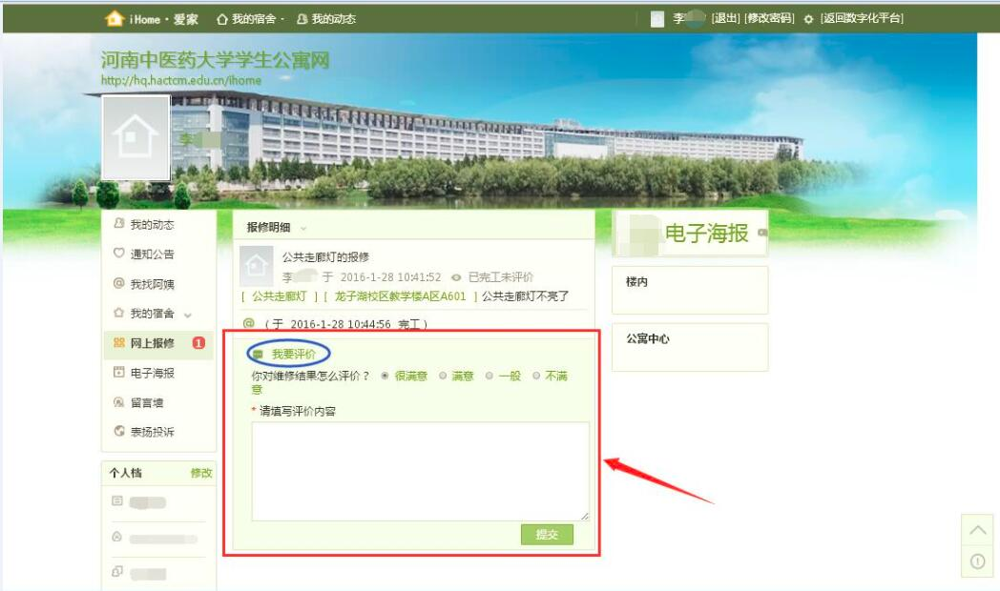 iHome · 爱家 我的宿舍 · 我的动态 李 [退出] [修改密码] [返回数字化平台]
河南中医药大学学生公寓网
http://hq.hactcm.edu.cn/ihome
李
我的动态
通知公告
@ 我找阿姨
我的宿舍
网上报修 1
电子海报
留言墙
表扬投诉
个人档 修改
报修明细
公共走廊灯的报修
李 于 2016-1-28 10:41:52 已完工未评价
[ 公共走廊灯 ] [ 龙子湖校区教学楼A区A601 ] 公共走廊灯不亮了
@ ( 于 2016-1-28 10:44:56 完工 )
我要评价
你对维修结果怎么评价？ 很满意 满意 一般 不满
意
* 请填写评价内容
提交
电子海报
楼内
公寓中心